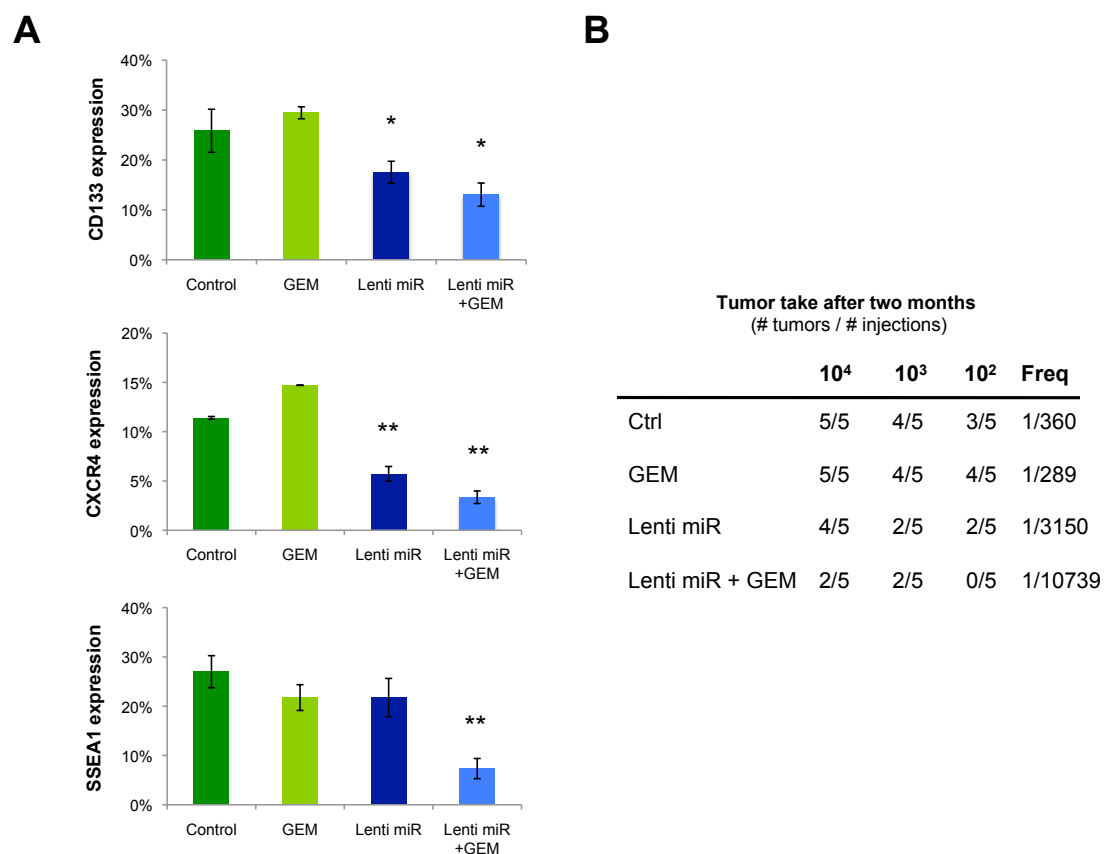 A
B
40%
30%
20%
10%
0%
CD133 expression
*
*
Control
GEM
Lenti miR
Lenti miR
+GEM
20%
15%
10%
5%
0%
CXCR4 expression
**
**
Control
GEM
Lenti miR
Lenti miR
+GEM
40%
30%
20%
10%
0%
SSEA1 expression
**
Control
GEM
Lenti miR
Lenti miR
+GEM
Tumor take after two months
(# tumors / # injections)
10⁴ 10³ 10² Freq
Ctrl 5/5 4/5 3/5 1/360
GEM 5/5 4/5 4/5 1/289
Lenti miR 4/5 2/5 2/5 1/3150
Lenti miR + GEM 2/5 2/5 0/5 1/10739